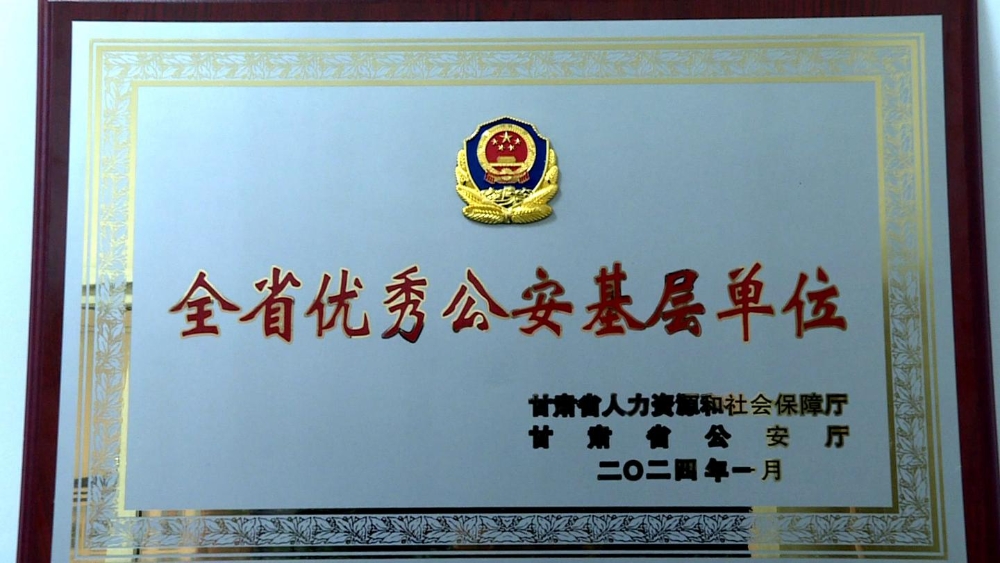 全省优秀公安基层单位
甘肃省人力资源和社会保障厅
甘肃省公安厅
二〇二四年一月